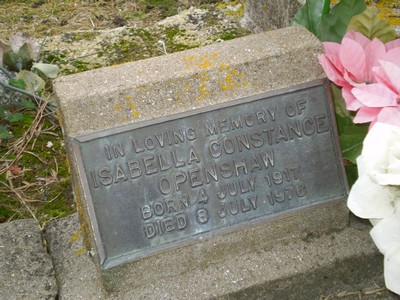 IN LOVING MEMORY OF
ISABELLA CONSTANCE
OPENSHAW
BORN 4 JULY 1917
DIED 8 JULY 1978